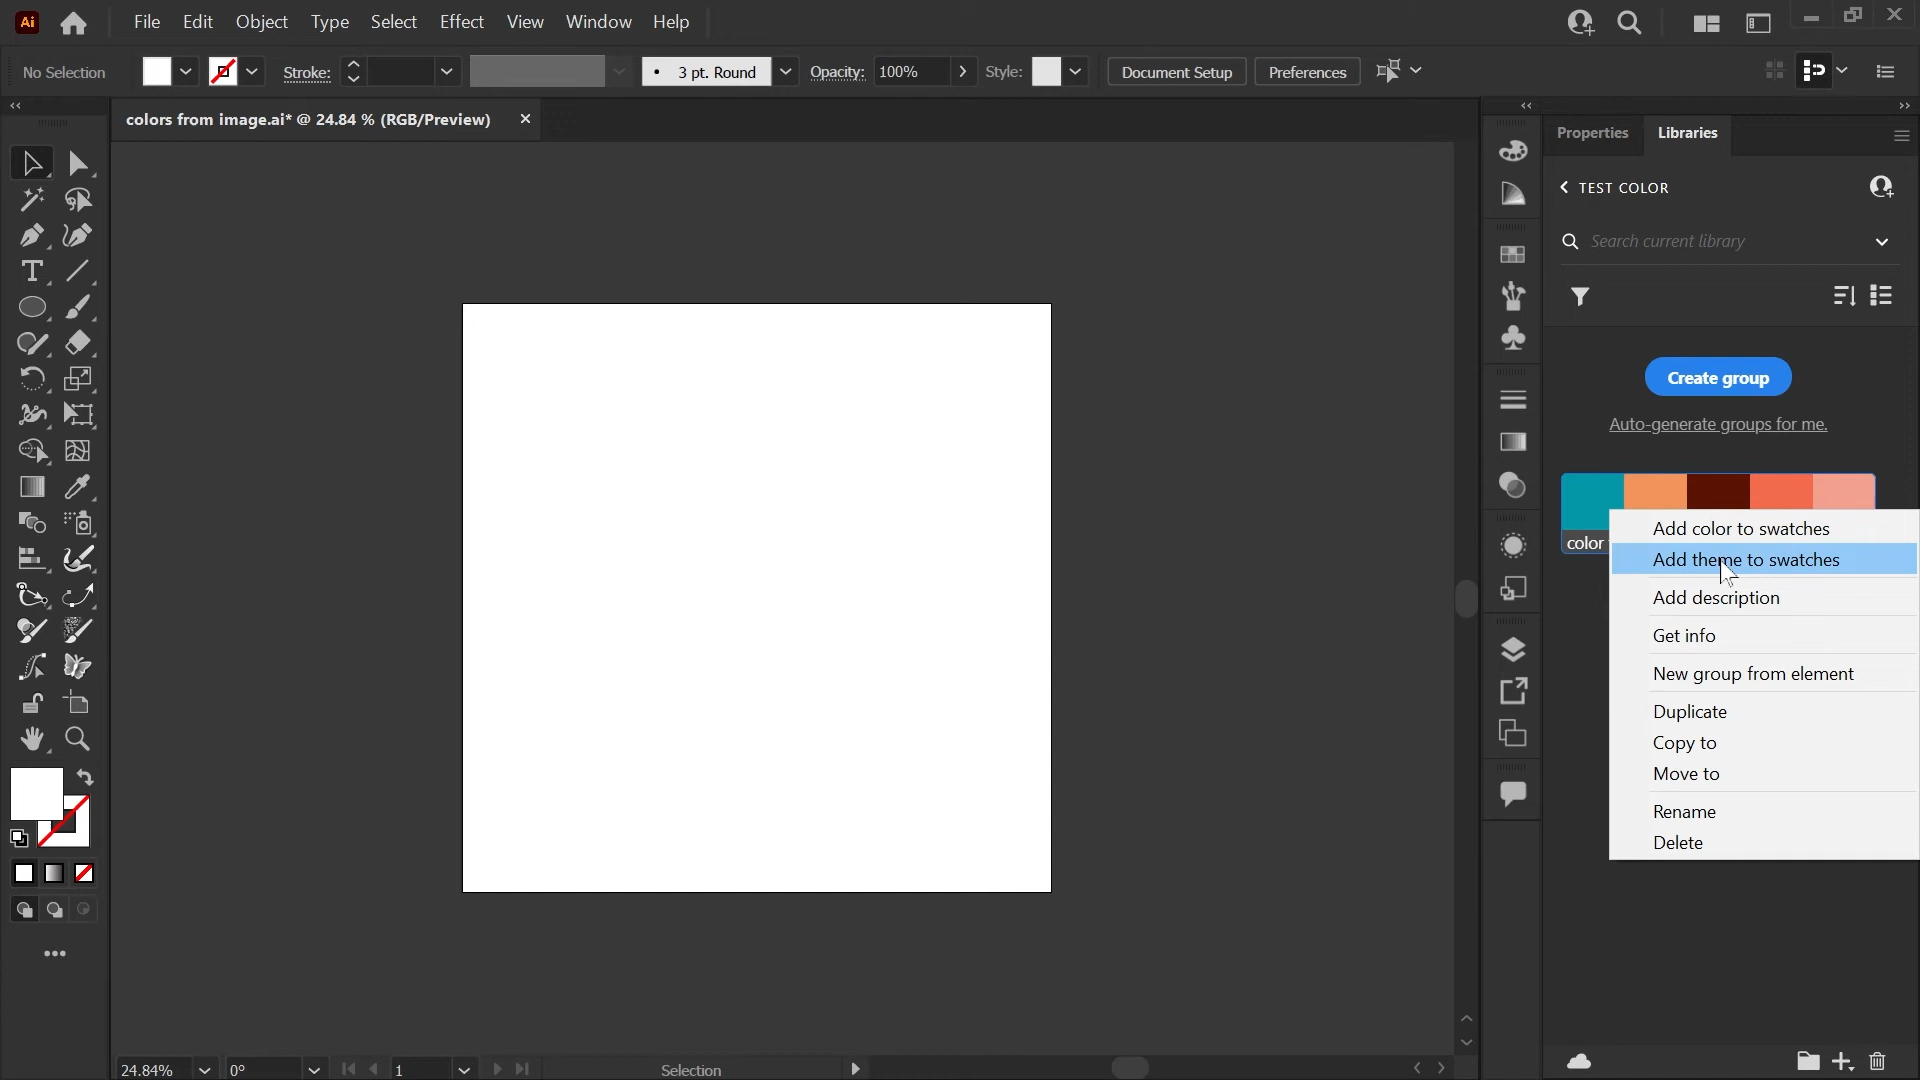 Ai File Edit Object Type Select Effect View Window Help
No Selection Stroke: 3 pt. Round Opacity: 100% Style: Document Setup Preferences
colors from image.ai* @ 24.84 % (RGB/Preview) ×
Properties Libraries
TEST COLOR
Search current library
Create group
Auto-generate groups for me.
color
Add color to swatches
Add theme to swatches
Add description
Get info
New group from element
Duplicate
Copy to
Move to
Rename
Delete
24.84% 0° 1 Selection